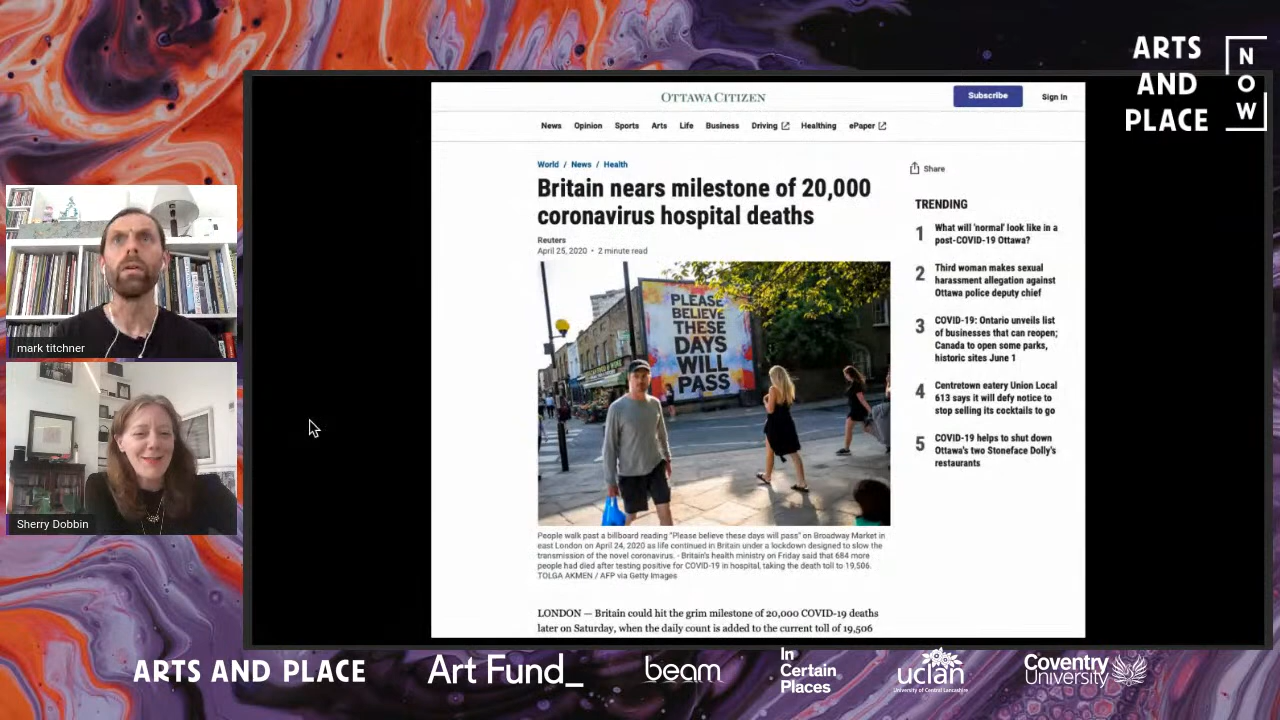 ARTS
AND
PLACE
NOW
OTTAWA CITIZEN
Subscribe
Sign In
News Opinion Sports Arts Life Business Driving Healthing ePaper
World / News / Health
Britain nears milestone of 20,000
coronavirus hospital deaths
Reuters
April 25, 2020 • 2 minute read
PLEASE
BELIEVE
THESE
DAYS
WILL
PASS
People walk past a billboard reading "Please believe these days will pass" on Broadway Market in
east London on April 24, 2020 as life continued in Britain under a lockdown designed to slow the
transmission of the novel coronavirus. - Britain's health ministry on Friday said that 684 more
people had died after testing positive for COVID-19 in hospital, taking the death toll to 19,506.
TOLGA AKMEN / AFP via Getty Images
LONDON — Britain could hit the grim milestone of 20,000 COVID-19 deaths
later on Saturday, when the daily count is added to the current toll of 19,506
Share
TRENDING
1 What will 'normal' look like in a
post-COVID-19 Ottawa?
2 Third woman makes sexual
harassment allegation against
Ottawa police deputy chief
3 COVID-19: Ontario unveils list
of businesses that can reopen;
Canada to open some parks,
historic sites June 1
4 Centretown eatery Union Local
613 says it will defy notice to
stop selling its cocktails to go
5 COVID-19 helps to shut down
Ottawa's two Stoneface Dolly's
restaurants
mark titchner
Sherry Dobbin
ARTS AND PLACE
Art Fund_
beam
In
Certain
Places
uclan
University of Central Lancashire
Coventry
University